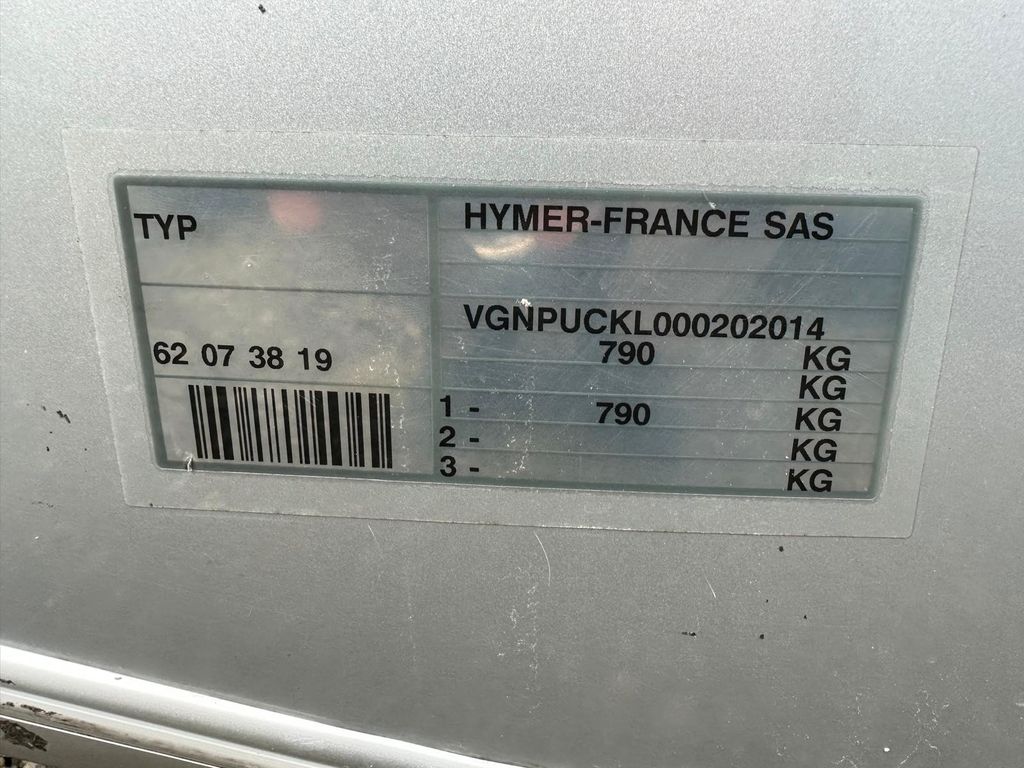 TYP
62 07 38 19
HYMER-FRANCE SAS
VGNPUCKL000202014
790 KG
KG
1 - 790 KG
2 - KG
3 - KG